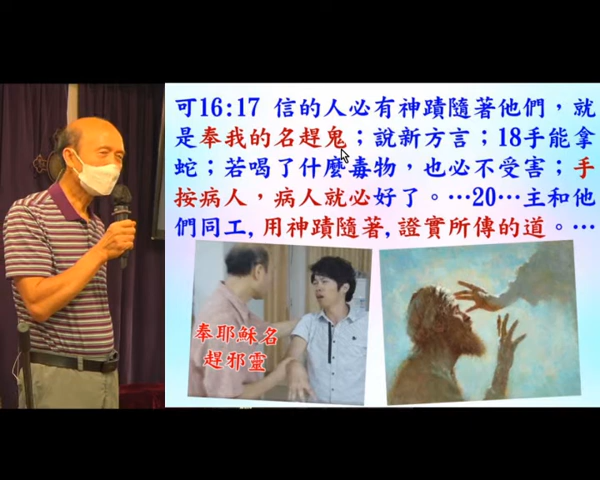 可16:17 信的人必有神蹟隨著他們，就
是奉我的名趕鬼；說新方言；18手能拿
蛇；若喝了什麼毒物，也必不受害；手
按病人，病人就必好了。…20…主和他
們同工，用神蹟隨著，證實所傳的道。…
奉耶穌名
趕邪靈